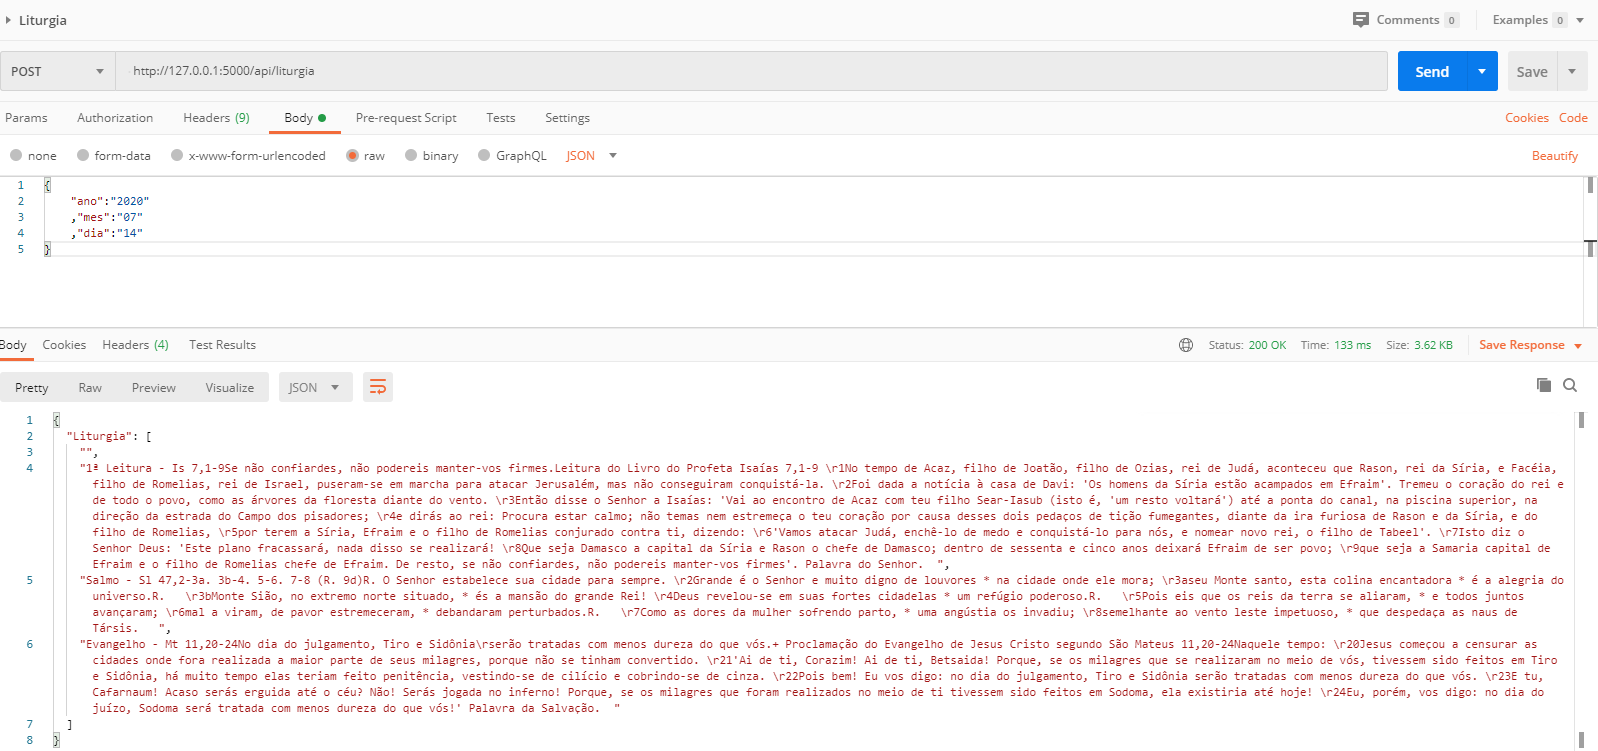 Liturgia
Comments 0 Examples 0
POST http://127.0.0.1:5000/api/liturgia Send Save
Params Authorization Headers (9) Body Pre-request Script Tests Settings Cookies Code
none form-data x-www-form-urlencoded raw binary GraphQL JSON Beautify
1 {
2 "ano":"2020"
3 ,"mes":"07"
4 ,"dia":"14"
5 }
Body Cookies Headers (4) Test Results Status: 200 OK Time: 133 ms Size: 3.62 KB Save Response
Pretty Raw Preview Visualize JSON
1 {
2 "Liturgia": [
3 "",
4 "1ª Leitura - Is 7,1-9Se não confiardes, não podereis manter-vos firmes.Leitura do Livro do Profeta Isaías 7,1-9 \r1No tempo de Acaz, filho de Joatão, filho de Ozias, rei de Judá, aconteceu que Rason, rei da Síria, e Facéia,
filho de Romelias, rei de Israel, puseram-se em marcha para atacar Jerusalém, mas não conseguiram conquistá-la. \r2Foi dada a notícia à casa de Davi: 'Os homens da Síria estão acampados em Efraim'. Tremeu o coração do rei e
de todo o povo, como as árvores da floresta diante do vento. \r3Então disse o Senhor a Isaías: 'Vai ao encontro de Acaz com teu filho Sear-Iasub (isto é, 'um resto voltará') até a ponta do canal, na piscina superior, na
direção da estrada do Campo dos pisadores; \r4e dirás ao rei: Procura estar calmo; não temas nem estremeça o teu coração por causa desses dois pedaços de tição fumegantes, diante da ira furiosa de Rason e da Síria, e do
filho de Romelias, \r5por terem a Síria, Efraim e o filho de Romelias conjurado contra ti, dizendo: \r6'Vamos atacar Judá, enchê-lo de medo e conquistá-lo para nós, e nomear novo rei, o filho de Tabeel'. \r7Isto diz o
Senhor Deus: 'Este plano fracassará, nada disso se realizará! \r8Que seja Damasco a capital da Síria e Rason o chefe de Damasco; dentro de sessenta e cinco anos deixará Efraim de ser povo; \r9que seja a Samaria capital de
Efraim e o filho de Romelias chefe de Efraim. De resto, se não confiardes, não podereis manter-vos firmes'. Palavra do Senhor.  ",
5 "Salmo - Sl 47,2-3a. 3b-4. 5-6. 7-8 (R. 9d)R. O Senhor estabelece sua cidade para sempre. \r2Grande é o Senhor e muito digno de louvores * na cidade onde ele mora; \r3aseu Monte santo, esta colina encantadora * é a alegria do
universo.R.   \r3bMonte Sião, no extremo norte situado, * és a mansão do grande Rei! \r4Deus revelou-se em suas fortes cidadelas * um refúgio poderoso.R.   \r5Pois eis que os reis da terra se aliaram, * e todos juntos
avançaram; \r6mal a viram, de pavor estremeceram, * debandaram perturbados.R.   \r7Como as dores da mulher sofrendo parto, * uma angústia os invadiu; \r8semelhante ao vento leste impetuoso, * que despedaça as naus de
Társis.   ",
6 "Evangelho - Mt 11,20-24No dia do julgamento, Tiro e Sidônia\rserão tratadas com menos dureza do que vós.+ Proclamação do Evangelho de Jesus Cristo segundo São Mateus 11,20-24Naquele tempo: \r20Jesus começou a censurar as
cidades onde fora realizada a maior parte de seus milagres, porque não se tinham convertido. \r21'Ai de ti, Corazim! Ai de ti, Betsaida! Porque, se os milagres que se realizaram no meio de vós, tivessem sido feitos em Tiro
e Sidônia, há muito tempo elas teriam feito penitência, vestindo-se de cilício e cobrindo-se de cinza. \r22Pois bem! Eu vos digo: no dia do julgamento, Tiro e Sidônia serão tratadas com menos dureza do que vós. \r23E tu,
Cafarnaum! Acaso serás erguida até o céu? Não! Serás jogada no inferno! Porque, se os milagres que foram realizados no meio de ti tivessem sido feitos em Sodoma, ela existiria até hoje! \r24Eu, porém, vos digo: no dia do
juízo, Sodoma será tratada com menos dureza do que vós!' Palavra da Salvação.  "
7 ]
8 }